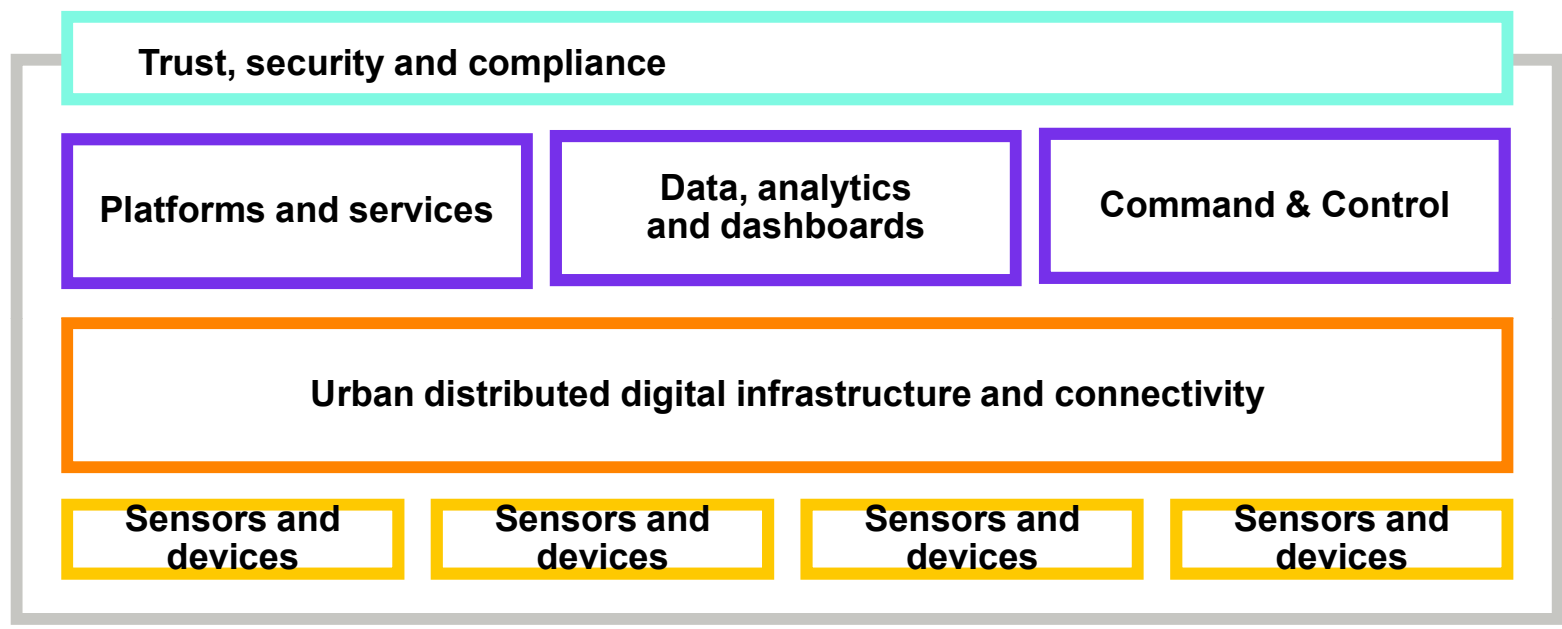 Trust, security and compliance
Platforms and services
Data, analytics
and dashboards
Command & Control
Urban distributed digital infrastructure and connectivity
Sensors and
devices
Sensors and
devices
Sensors and
devices
Sensors and
devices